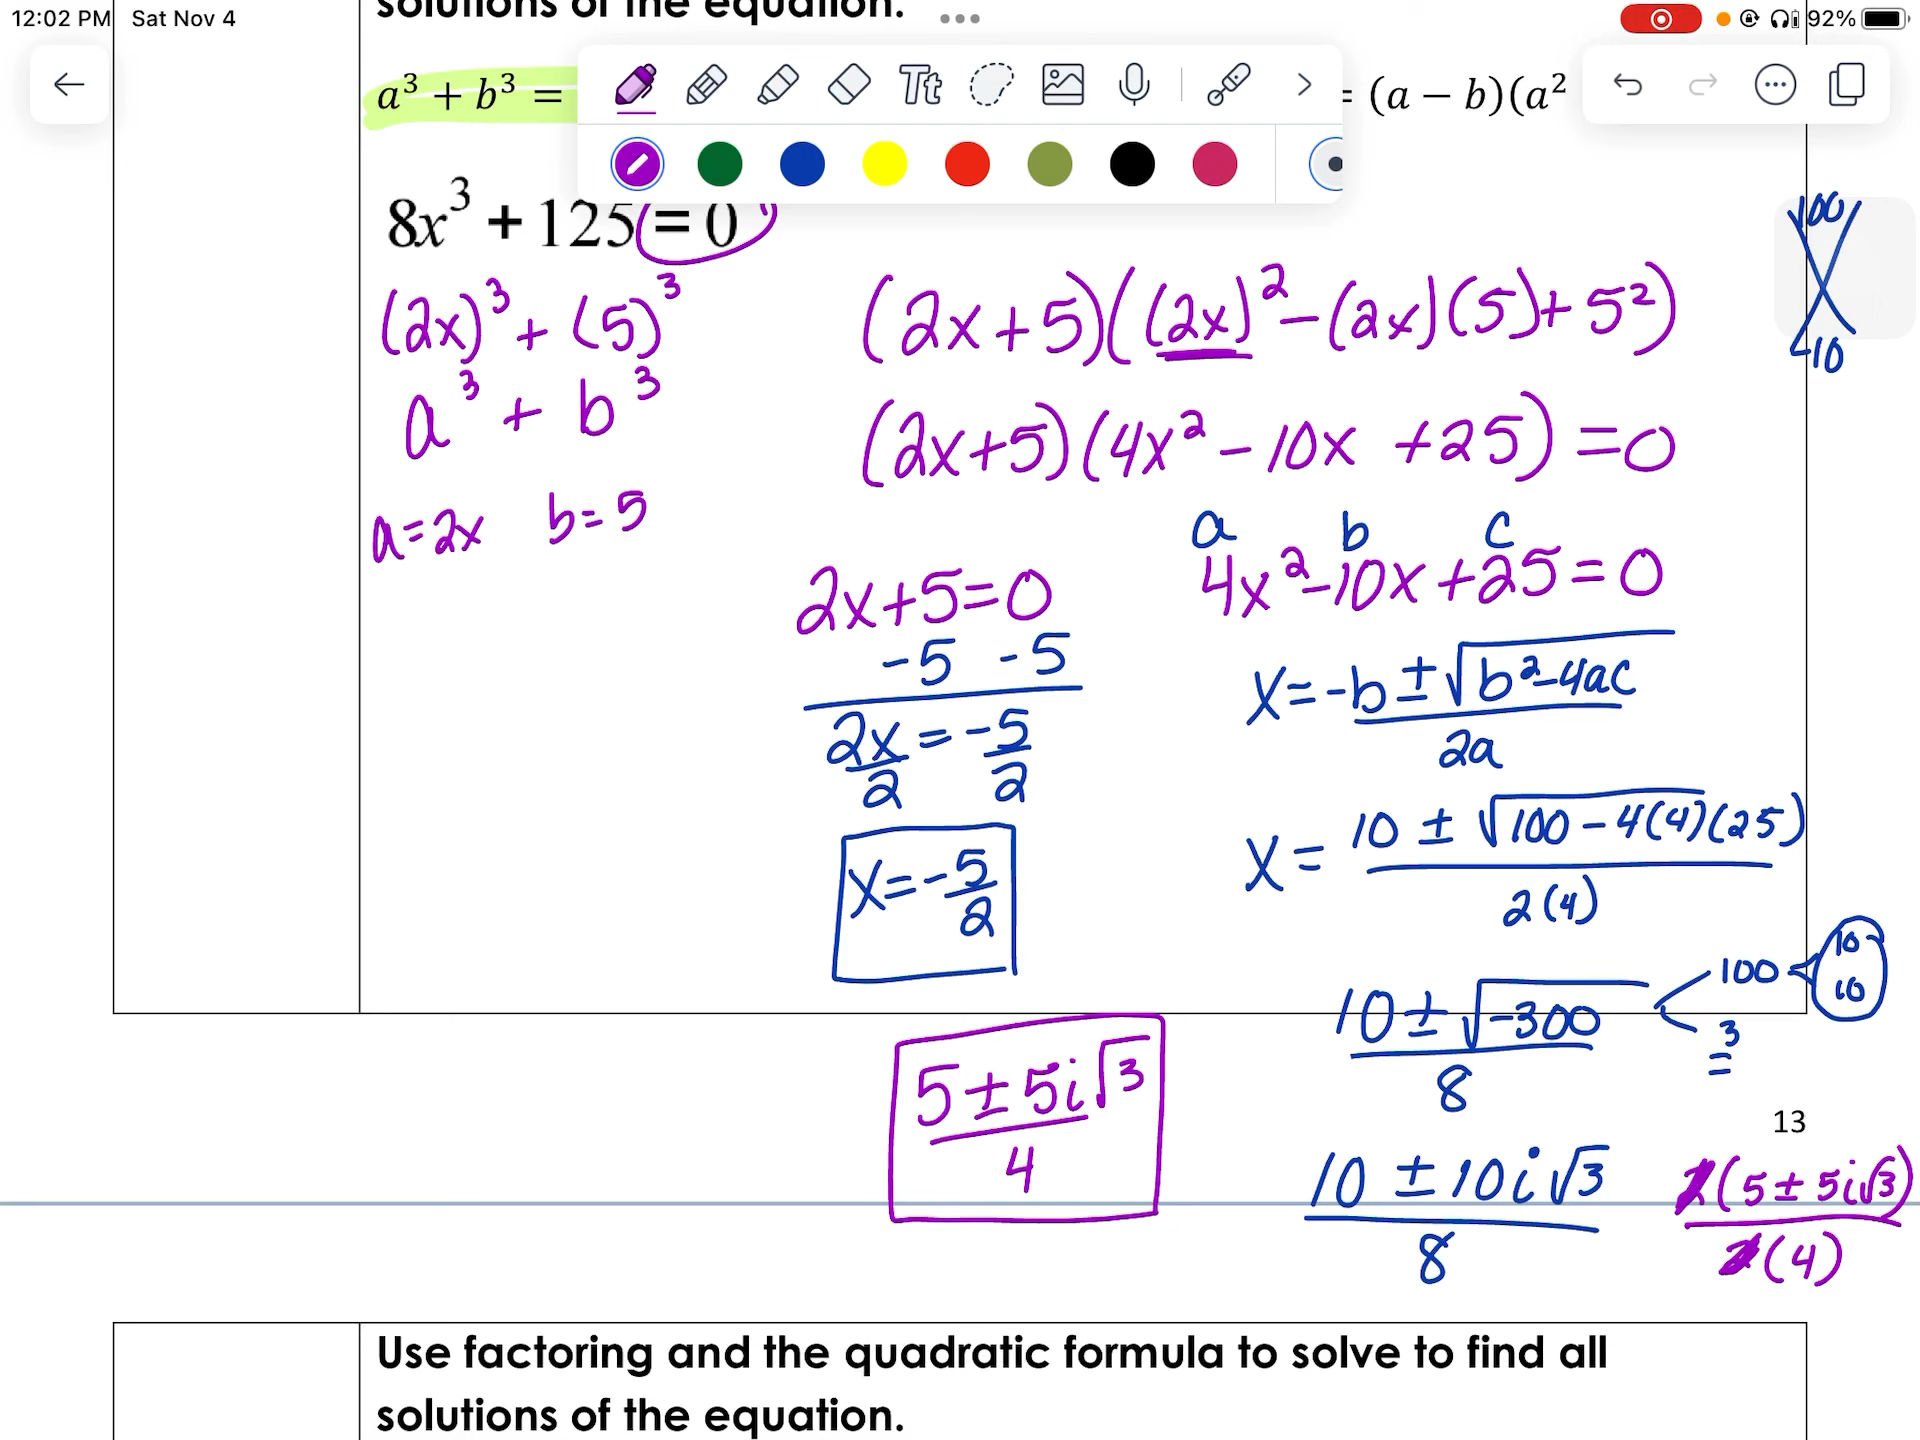 12:02 PM Sat Nov 4
92%
solutions of the equation.
a³ + b³ =
= (a − b)(a²
Tt
8x³ + 125 = 0
(2x)³ + (5)³
a³ + b³
a=2x b=5
(2x+5)((2x)²-(2x)(5)+5²)
(2x+5)(4x²-10x+25)=0
100
-10
a b c
4x²-10x+25=0
2x+5=0
-5 -5
2x/2 = -5/2
x=-5/2
x=-b±√b²-4ac
2a
x= 10 ± √100-4(4)(25)
2(4)
10±√-300
8
100
10
10
3
13
10 ± 10i√3
8
2(5±5i√3)
2(4)
5±5i√3
4
Use factoring and the quadratic formula to solve to find all
solutions of the equation.